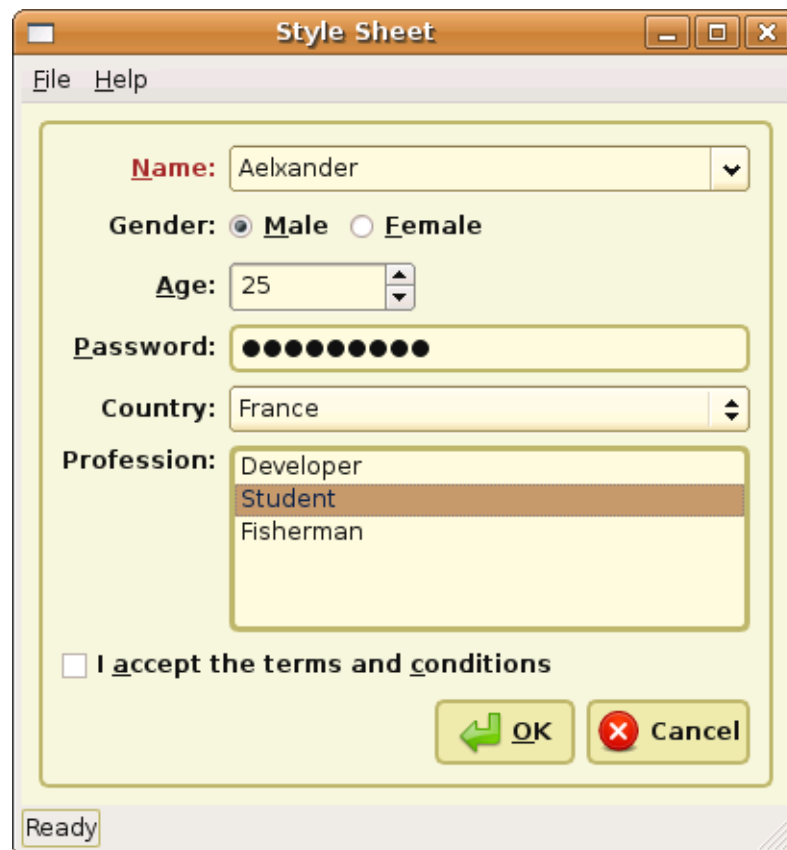 Style Sheet
File Help
Name: Aelxander
Gender: Male Female
Age: 25
Password: ●●●●●●●●●
Country: France
Profession: Developer
Student
Fisherman
I accept the terms and conditions
OK Cancel
Ready